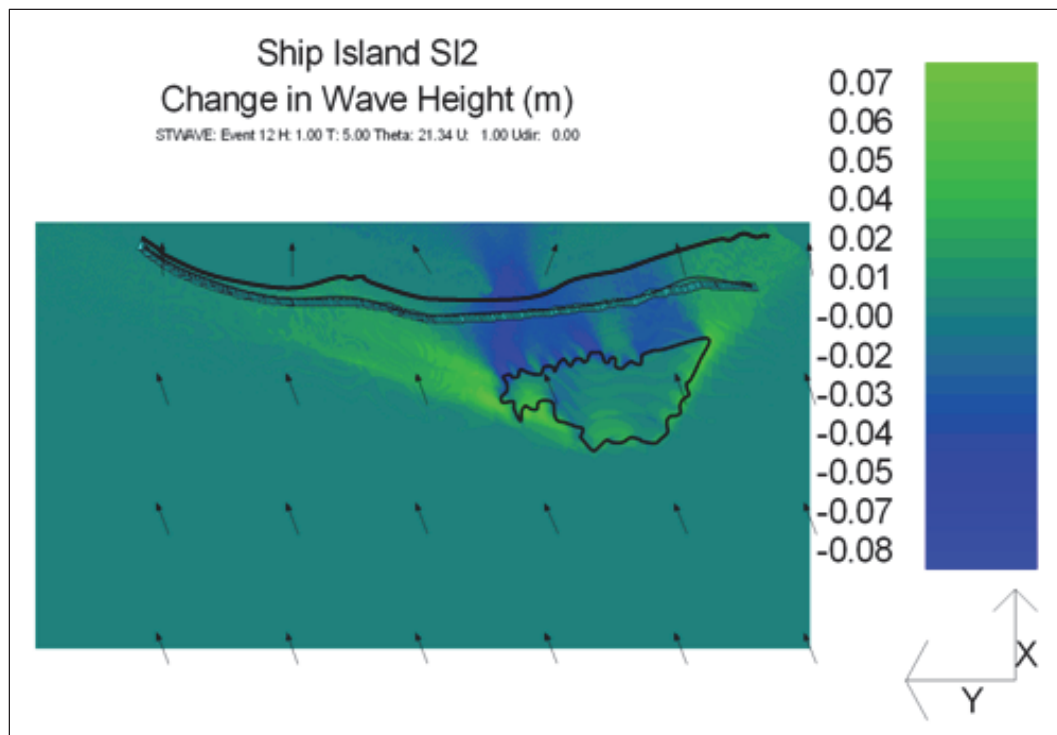 Ship Island SI2
Change in Wave Height (m)
STWAVE: Event 12 H: 1.00 T: 5.00 Theta: 21.34 U: 1.00 Udir: 0.00
0.07
0.06
0.05
0.04
0.02
0.01
-0.00
-0.02
-0.03
-0.04
-0.05
-0.07
-0.08
X
Y